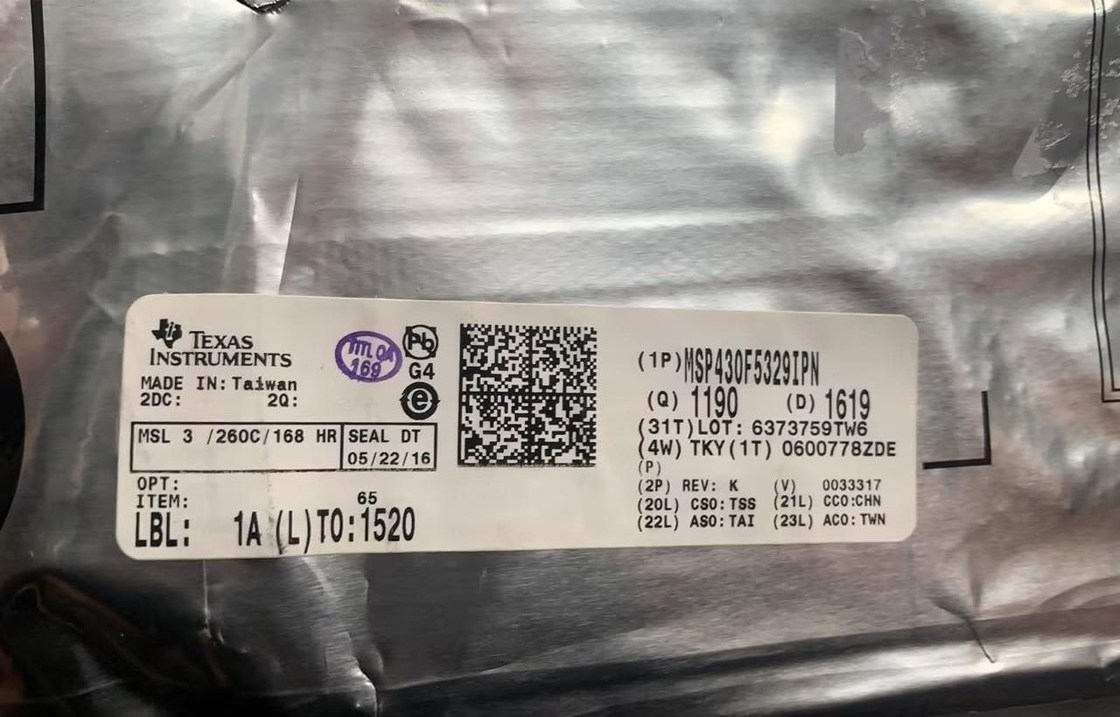 TEXAS
INSTRUMENTS
MADE IN: Taiwan
2DC: 2Q:
MSL 3 /260C/168 HR
SEAL DT
05/22/16
OPT:
ITEM: 65
LBL: 1A (L)TO:1520
169
Pb
G4
e
(1P)MSP430F5329IPN
(Q) 1190 (D) 1619
(31T)LOT: 6373759TW6
(4W) TKY(1T) 0600778ZDE
(P)
(2P) REV: K (V) 0033317
(20L) CSO:TSS (21L) CCO:CHN
(22L) ASO:TAI (23L) ACO:TWN